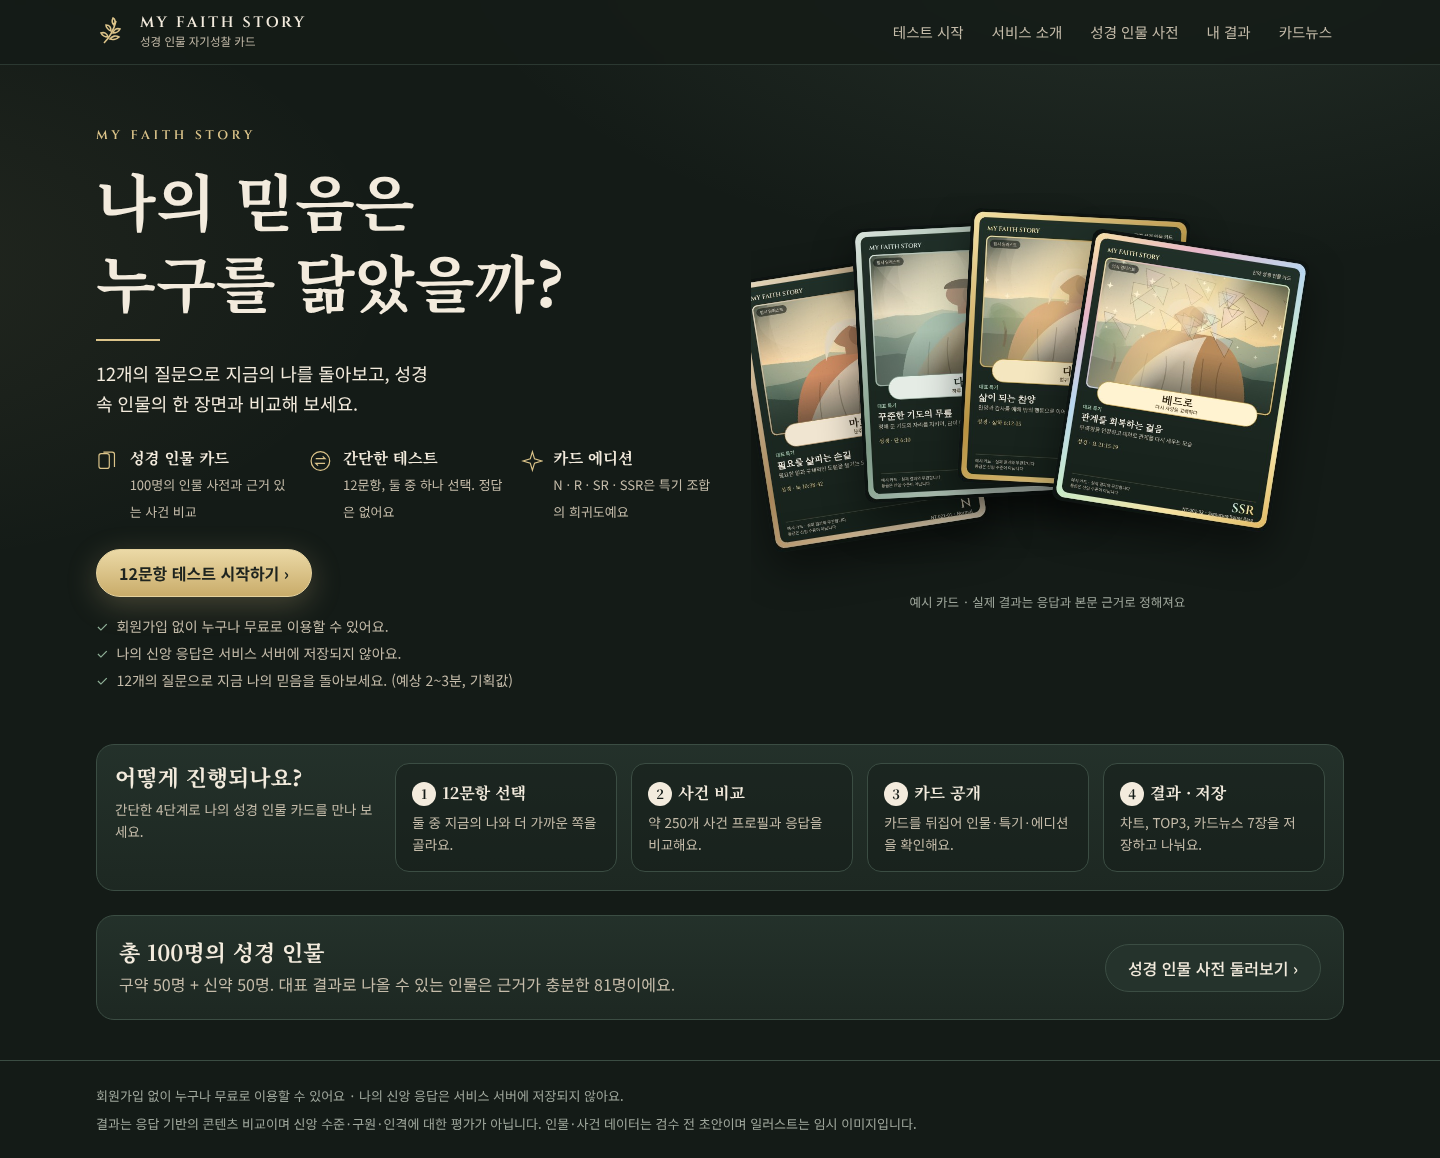 MY FAITH STORY
성경 인물 자기성찰 카드
테스트 시작
서비스 소개
성경 인물 사전
내 결과
카드뉴스
MY FAITH STORY
나의 믿음은
누구를 닮았을까?
12개의 질문으로 지금의 나를 돌아보고, 성경
속 인물의 한 장면과 비교해 보세요.
성경 인물 카드
100명의 인물 사전과 근거 있
는 사건 비교
간단한 테스트
12문항, 둘 중 하나 선택. 정답
은 없어요
카드 에디션
N · R · SR · SSR은 특기 조합
의 희귀도예요
12문항 테스트 시작하기 ›
회원가입 없이 누구나 무료로 이용할 수 있어요.
나의 신앙 응답은 서비스 서버에 저장되지 않아요.
12개의 질문으로 지금 나의 믿음을 돌아보세요. (예상 2~3분, 기획값)
MY FAITH STORY
필요를 살피는 손길
N
MY FAITH STORY
대표 특기
꾸준한 기도의 무릎
성경 · 단 6:10
MY FAITH STORY
대표 특기
삶이 되는 찬양
MY FAITH STORY
베드로
대표 특기
관계를 회복하는 걸음
SSR
예시 카드 · 실제 결과는 응답과 본문 근거로 정해져요
어떻게 진행되나요?
간단한 4단계로 나의 성경 인물 카드를 만나 보
세요.
1 12문항 선택
둘 중 지금의 나와 더 가까운 쪽을
골라요.
2 사건 비교
약 250개 사건 프로필과 응답을
비교해요.
3 카드 공개
카드를 뒤집어 인물·특기·에디션
을 확인해요.
4 결과 · 저장
차트, TOP3, 카드뉴스 7장을 저
장하고 나눠요.
총 100명의 성경 인물
구약 50명 + 신약 50명. 대표 결과로 나올 수 있는 인물은 근거가 충분한 81명이에요.
성경 인물 사전 둘러보기 ›
회원가입 없이 누구나 무료로 이용할 수 있어요 · 나의 신앙 응답은 서비스 서버에 저장되지 않아요.
결과는 응답 기반의 콘텐츠 비교이며 신앙 수준·구원·인격에 대한 평가가 아닙니다. 인물·사건 데이터는 검수 전 초안이며 일러스트는 임시 이미지입니다.